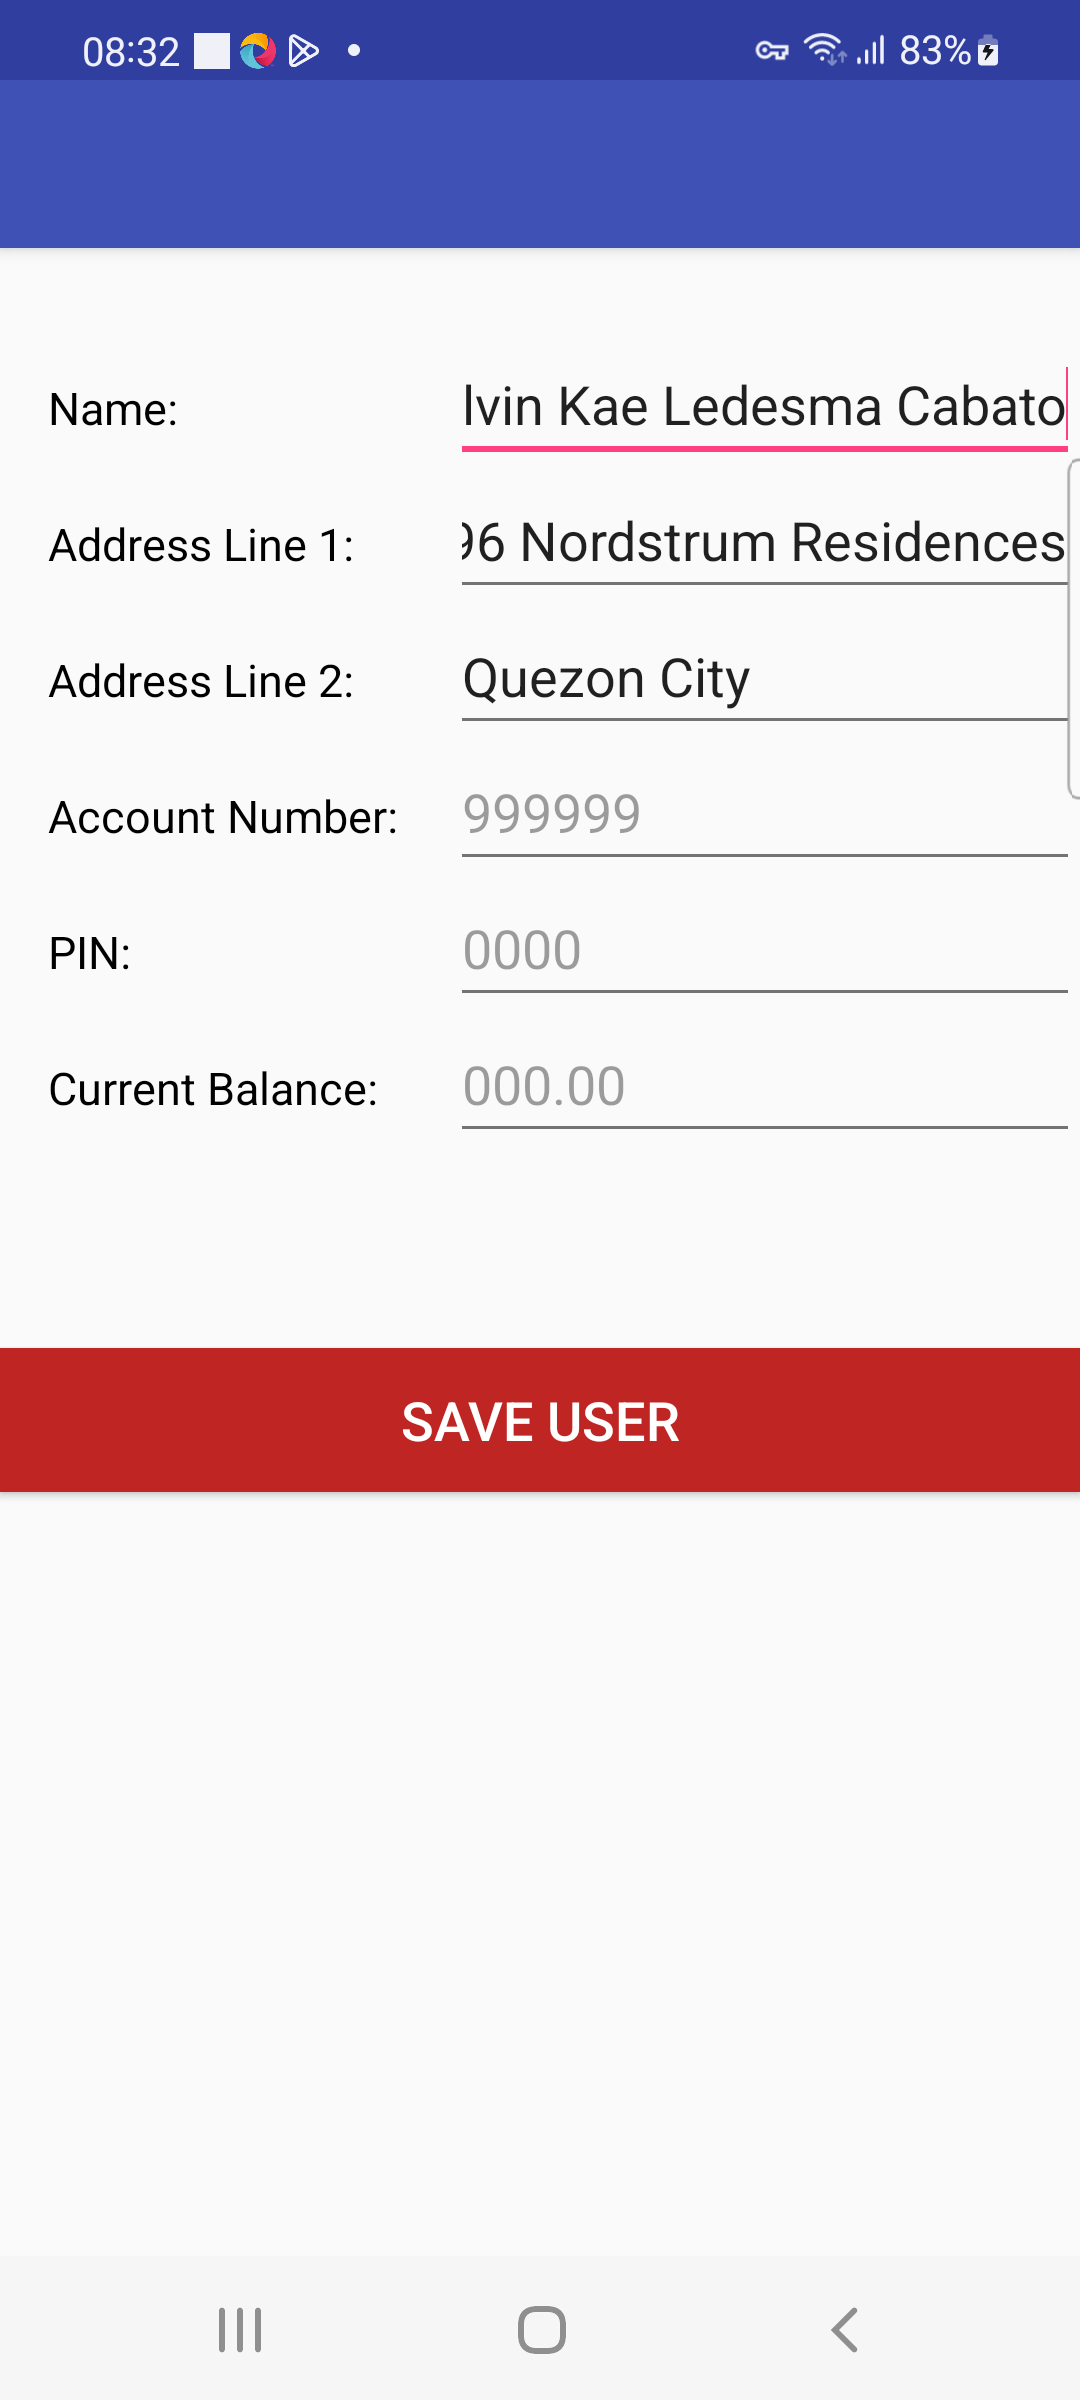 08:32 83%
Name: lvin Kae Ledesma Cabato
Address Line 1: 96 Nordstrum Residences
Address Line 2: Quezon City
Account Number: 999999
PIN: 0000
Current Balance: 000.00
SAVE USER